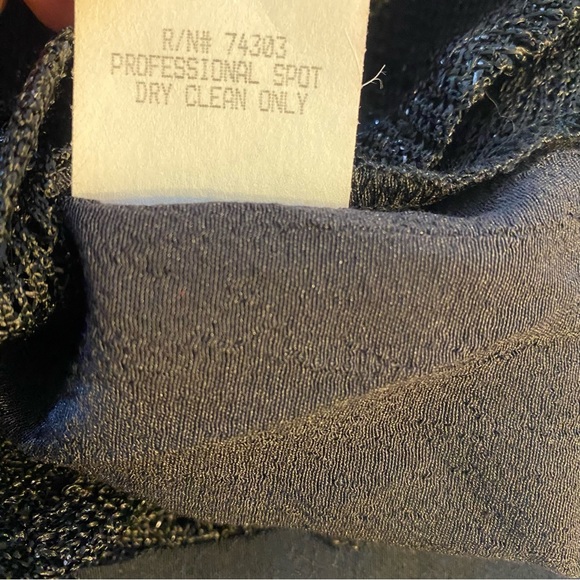 R/N# 74303
PROFESSIONAL SPOT
DRY CLEAN ONLY